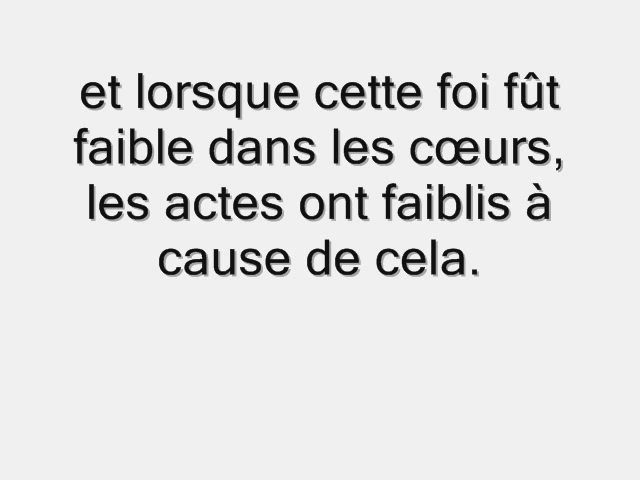 et lorsque cette foi fût
faible dans les cœurs,
les actes ont faiblis à
cause de cela.